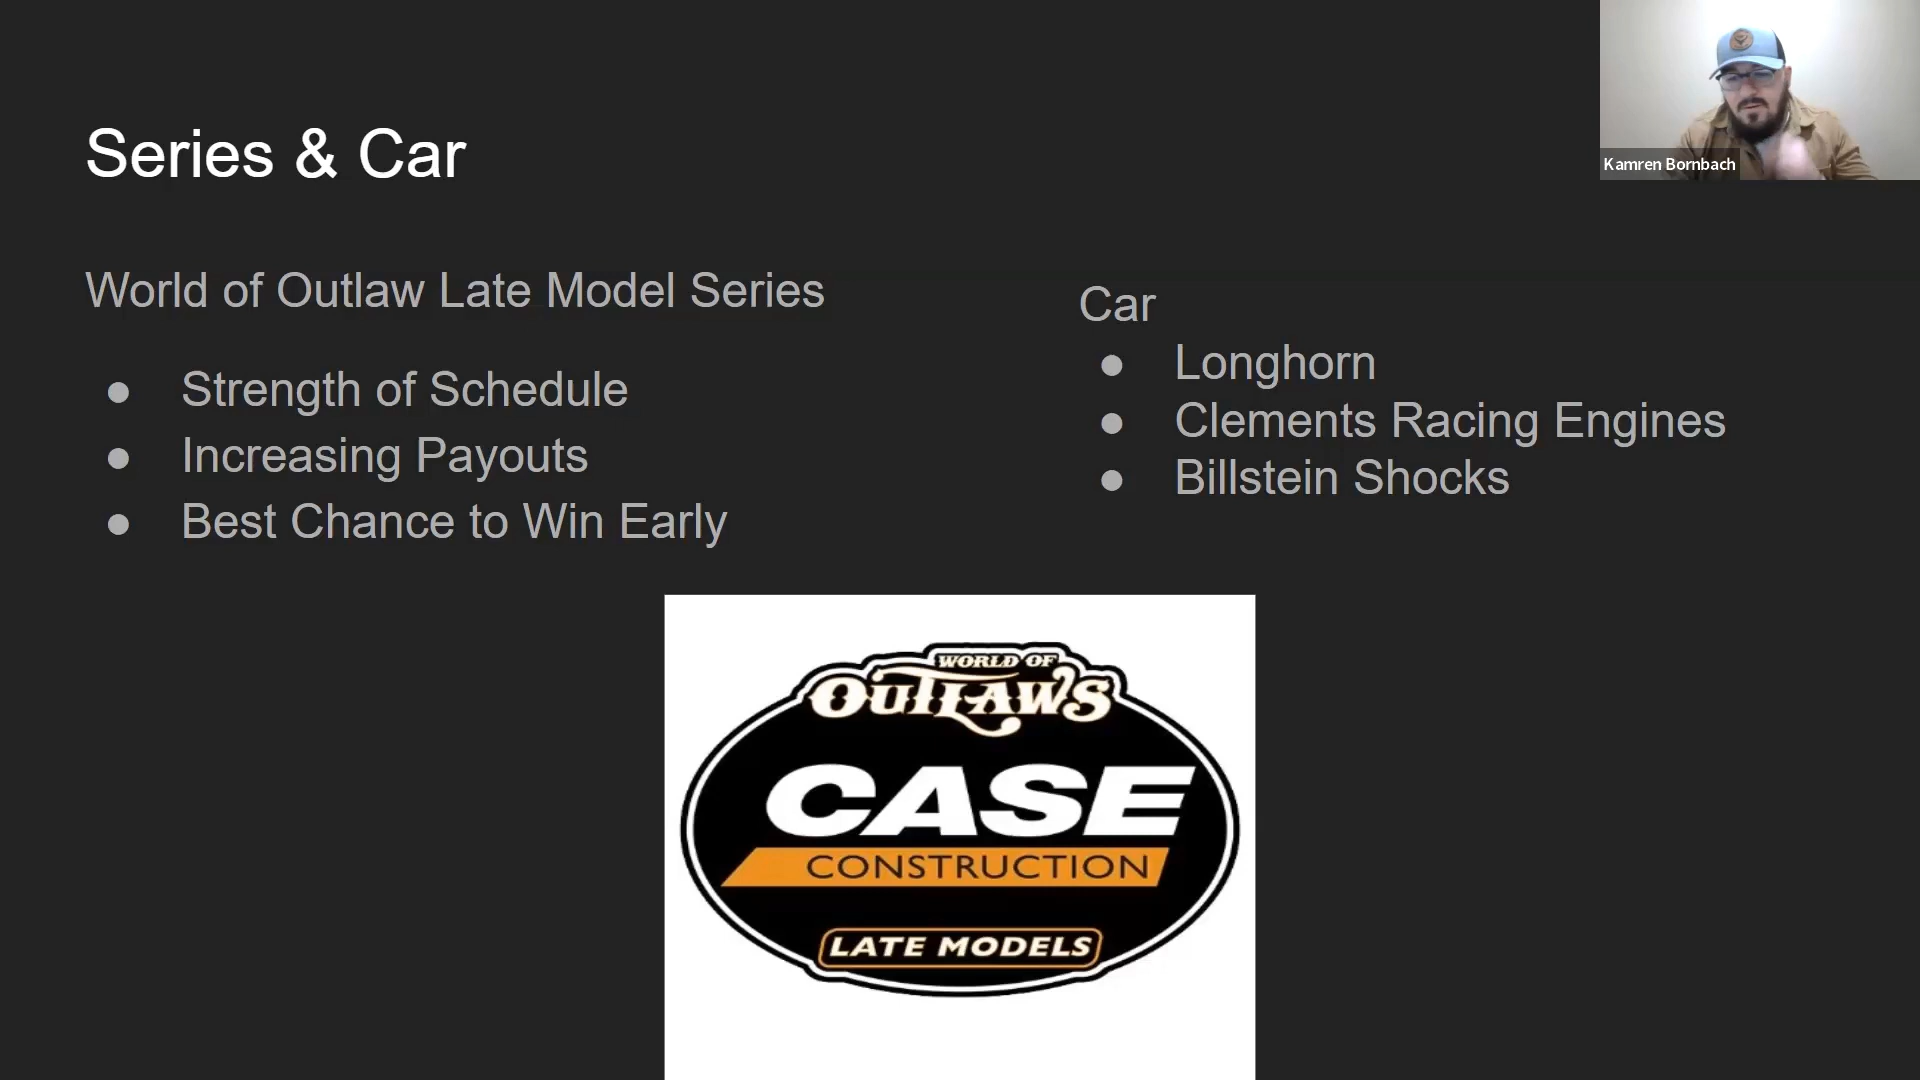 Series & Car
Kamren Bornbach
World of Outlaw Late Model Series
Strength of Schedule
Increasing Payouts
Best Chance to Win Early
Car
Longhorn
Clements Racing Engines
Billstein Shocks
WORLD OF
OUTLAWS
CASE
CONSTRUCTION
LATE MODELS